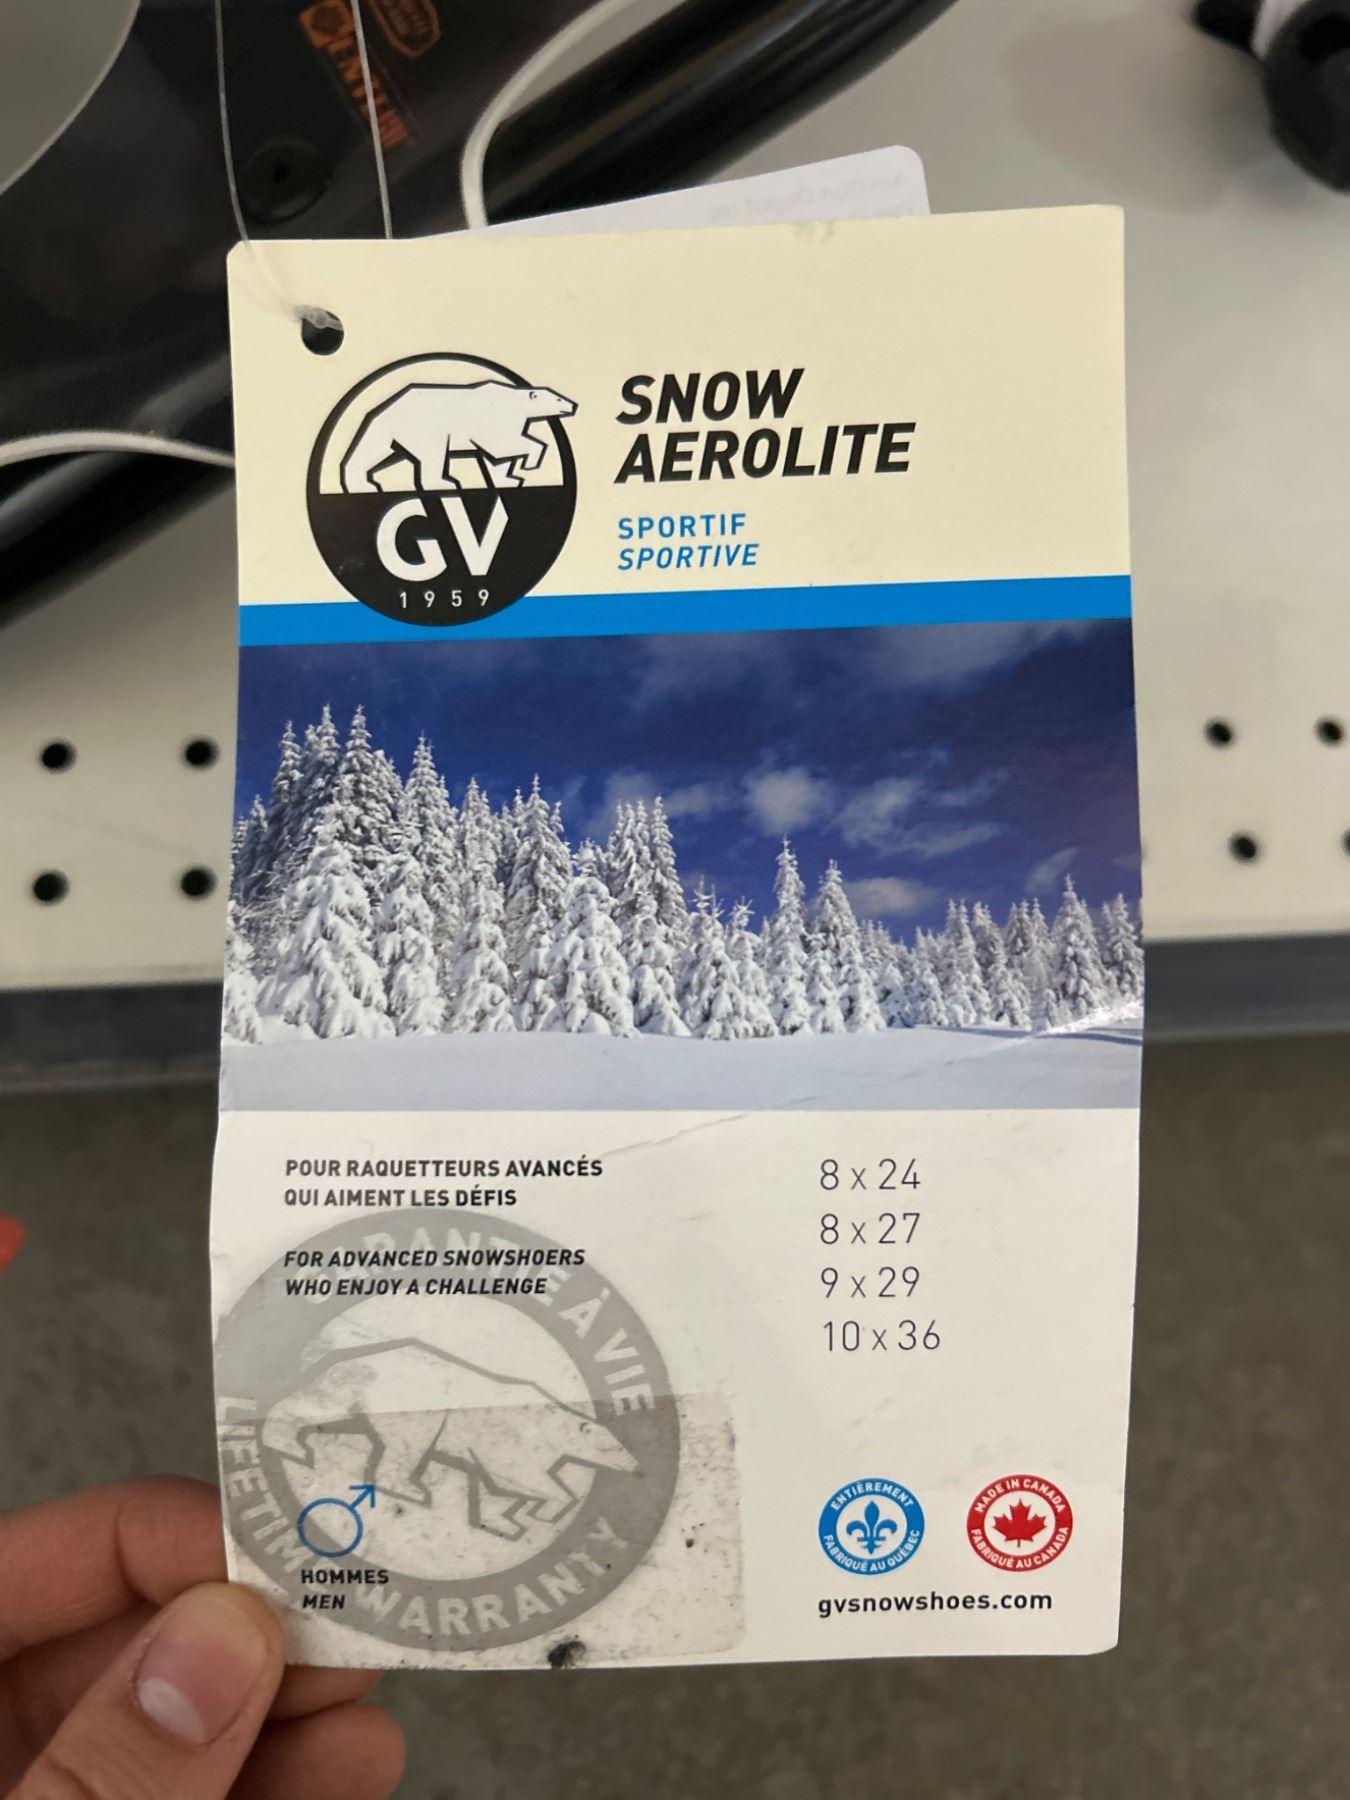 GV
1959
SNOW
AEROLITE
SPORTIF
SPORTIVE
POUR RAQUETTEURS AVANCÉS
QUI AIMENT LES DÉFIS
FOR ADVANCED SNOWSHOERS
WHO ENJOY A CHALLENGE
8 x 24
8 x 27
9 x 29
10 x 36
GARANTIE À VIE
LIFETIME WARRANTY
HOMMES
MEN
ENTIÈREMENT
FABRIQUÉ AU QUÉBEC
MADE IN CANADA
FABRIQUÉ AU CANADA
gvsnowshoes.com